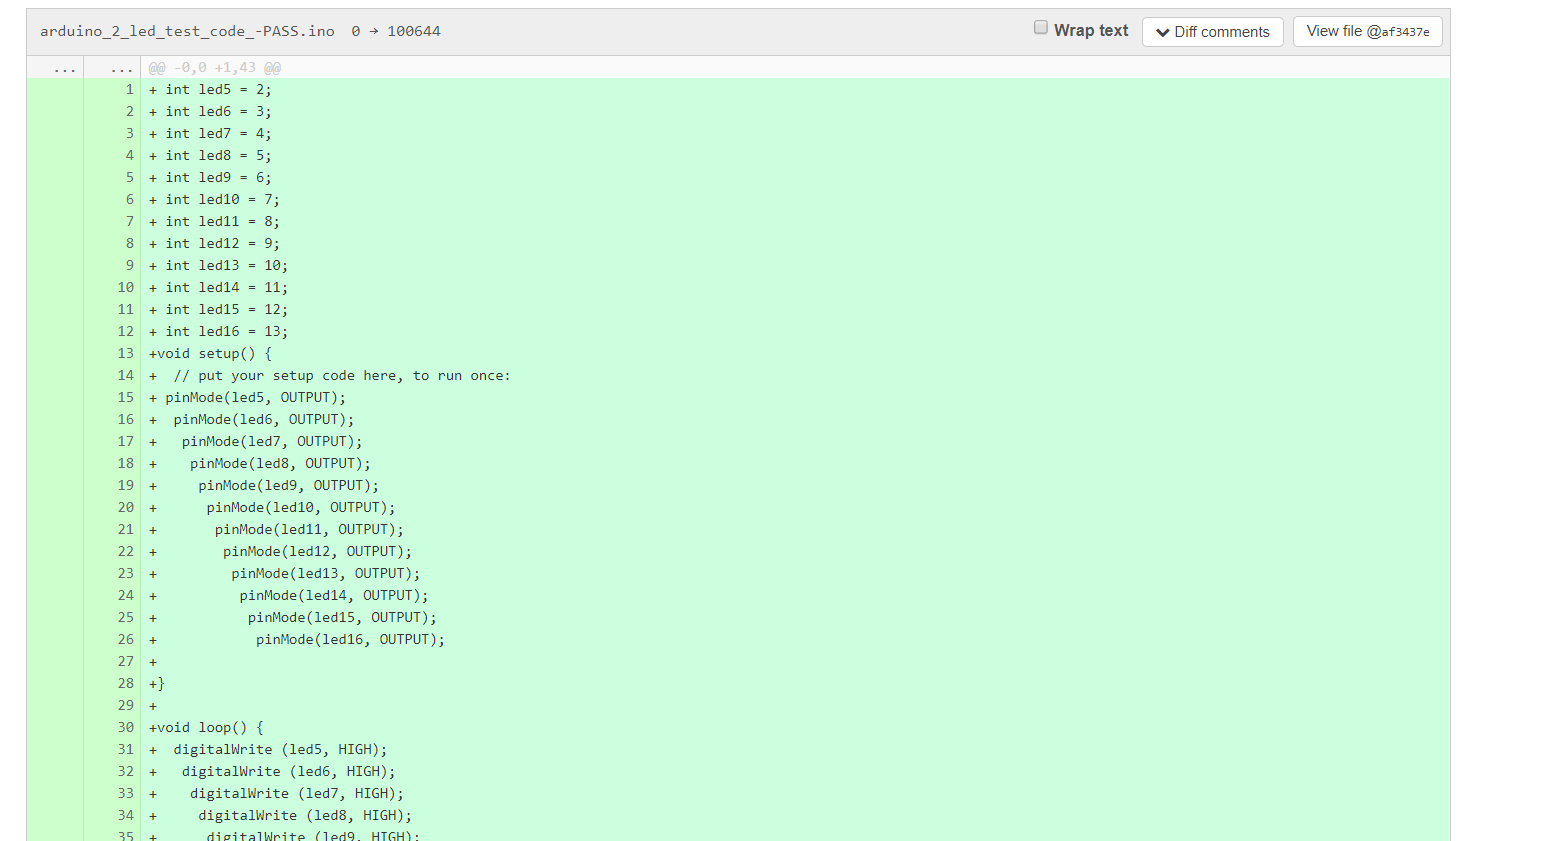 arduino_2_led_test_code_-PASS.ino 0 → 100644 Wrap text Diff comments View file @af3437e
... ... @@ -0,0 +1,43 @@
1 + int led5 = 2;
2 + int led6 = 3;
3 + int led7 = 4;
4 + int led8 = 5;
5 + int led9 = 6;
6 + int led10 = 7;
7 + int led11 = 8;
8 + int led12 = 9;
9 + int led13 = 10;
10 + int led14 = 11;
11 + int led15 = 12;
12 + int led16 = 13;
13 +void setup() {
14 +  // put your setup code here, to run once:
15 + pinMode(led5, OUTPUT);
16 +  pinMode(led6, OUTPUT);
17 +   pinMode(led7, OUTPUT);
18 +    pinMode(led8, OUTPUT);
19 +     pinMode(led9, OUTPUT);
20 +      pinMode(led10, OUTPUT);
21 +       pinMode(led11, OUTPUT);
22 +        pinMode(led12, OUTPUT);
23 +         pinMode(led13, OUTPUT);
24 +          pinMode(led14, OUTPUT);
25 +           pinMode(led15, OUTPUT);
26 +            pinMode(led16, OUTPUT);
27 +
28 +}
29 +
30 +void loop() {
31 +  digitalWrite (led5, HIGH);
32 +   digitalWrite (led6, HIGH);
33 +    digitalWrite (led7, HIGH);
34 +     digitalWrite (led8, HIGH);
35 +      digitalWrite (led9, HIGH);